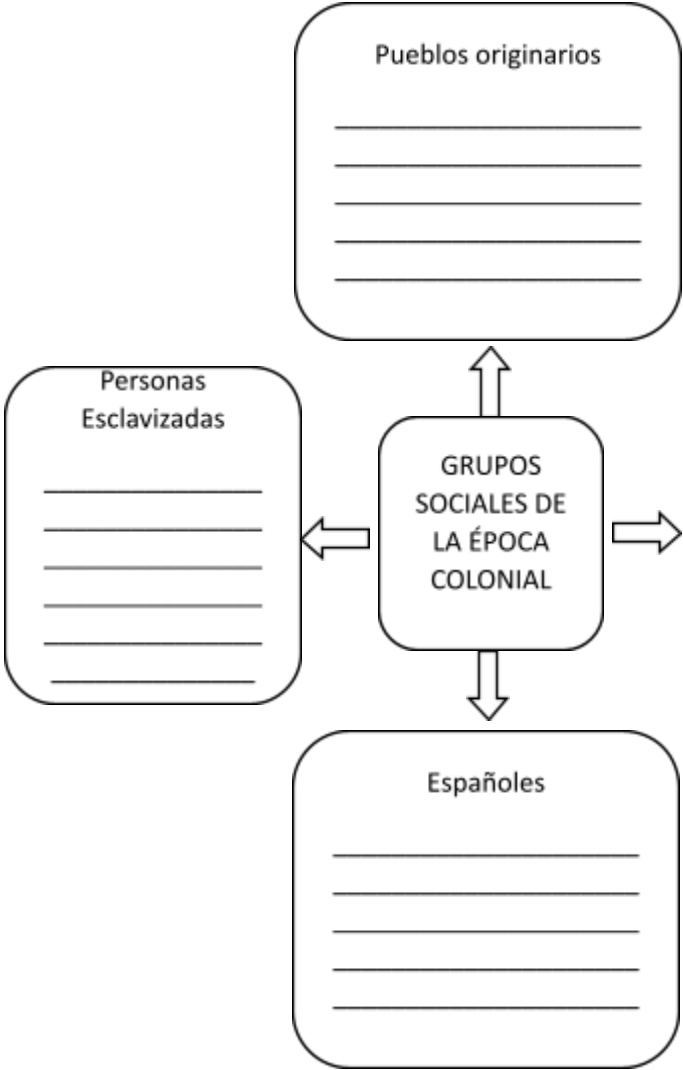 Pueblos originarios
Personas
Esclavizadas
GRUPOS
SOCIALES DE
LA ÉPOCA
COLONIAL
Españoles